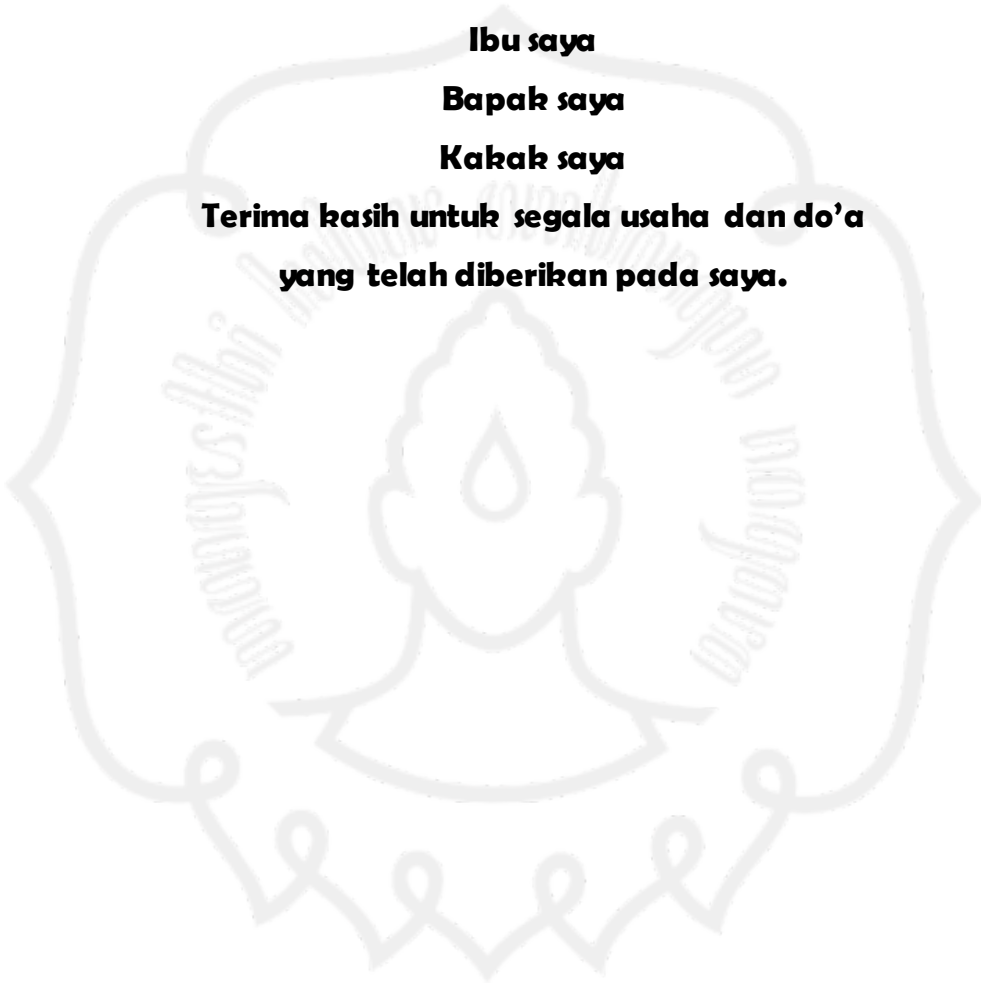 Ibu saya
Bapak saya
Kakak saya
Terima kasih untuk segala usaha dan do’a
yang telah diberikan pada saya.